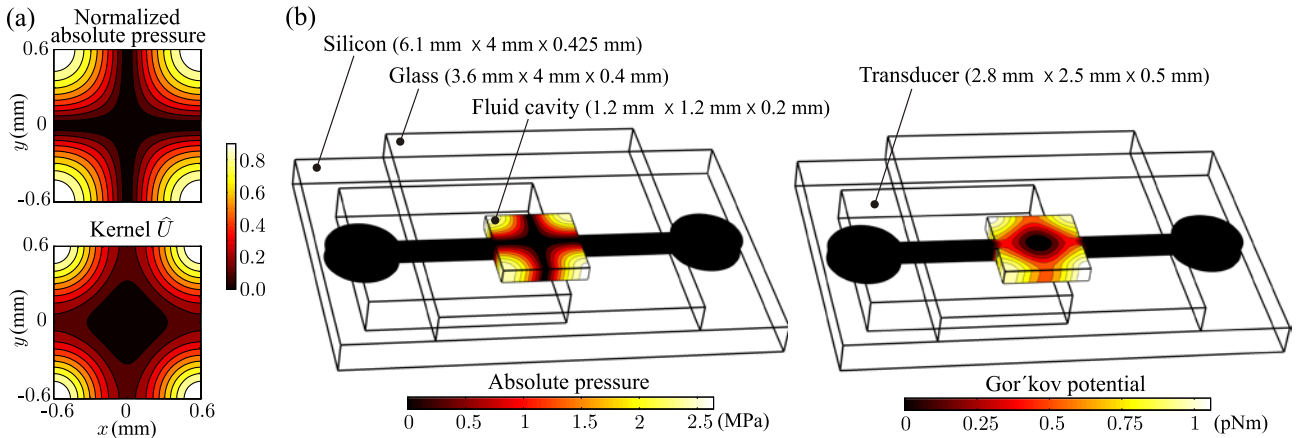 (a)
Normalized
absolute pressure
0.6
y (mm)
0
-0.6
Kernel Û
0.6
y (mm)
0
-0.6
-0.6
0
0.6
x (mm)
0.8
0.6
0.4
0.2
0.0
(b)
Silicon (6.1 mm × 4 mm × 0.425 mm)
Glass (3.6 mm × 4 mm × 0.4 mm)
Fluid cavity (1.2 mm × 1.2 mm × 0.2 mm)
Absolute pressure
0 0.5 1 1.5 2 2.5 (MPa)
Transducer (2.8 mm × 2.5 mm × 0.5 mm)
Gor´kov potential
0 0.25 0.5 0.75 1 (pNm)